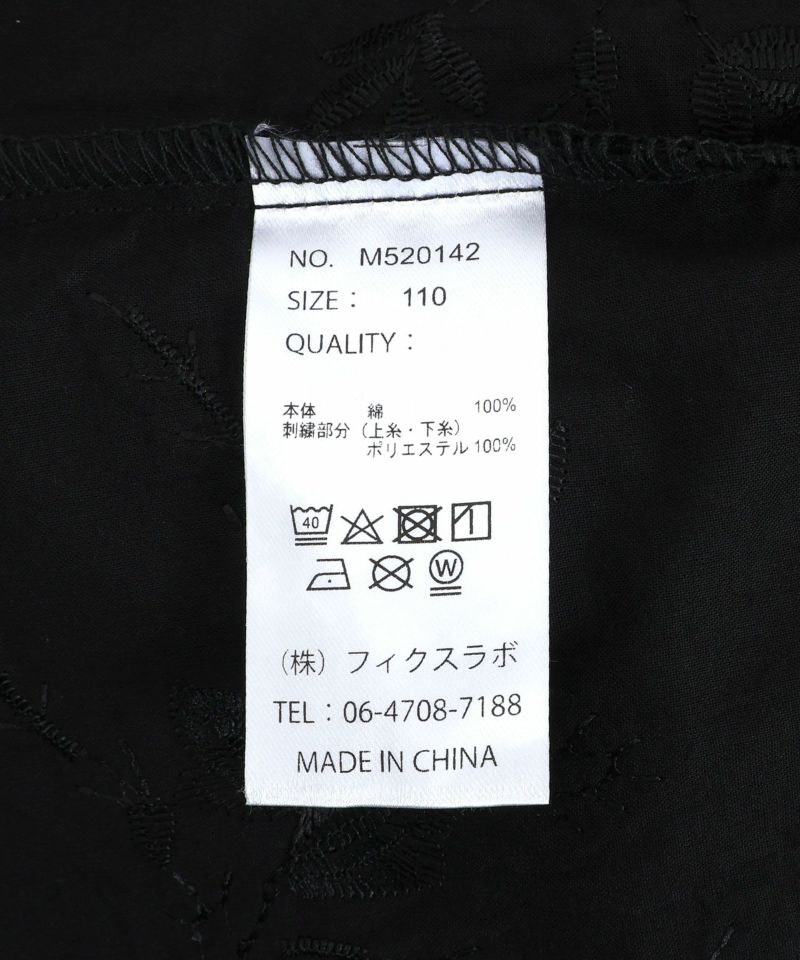 NO. M520142
SIZE： 110
QUALITY：
本体 綿 100%
刺繍部分（上糸・下糸）
ポリエステル 100%
40
W
（株）フィクスラボ
TEL：06-4708-7188
MADE IN CHINA